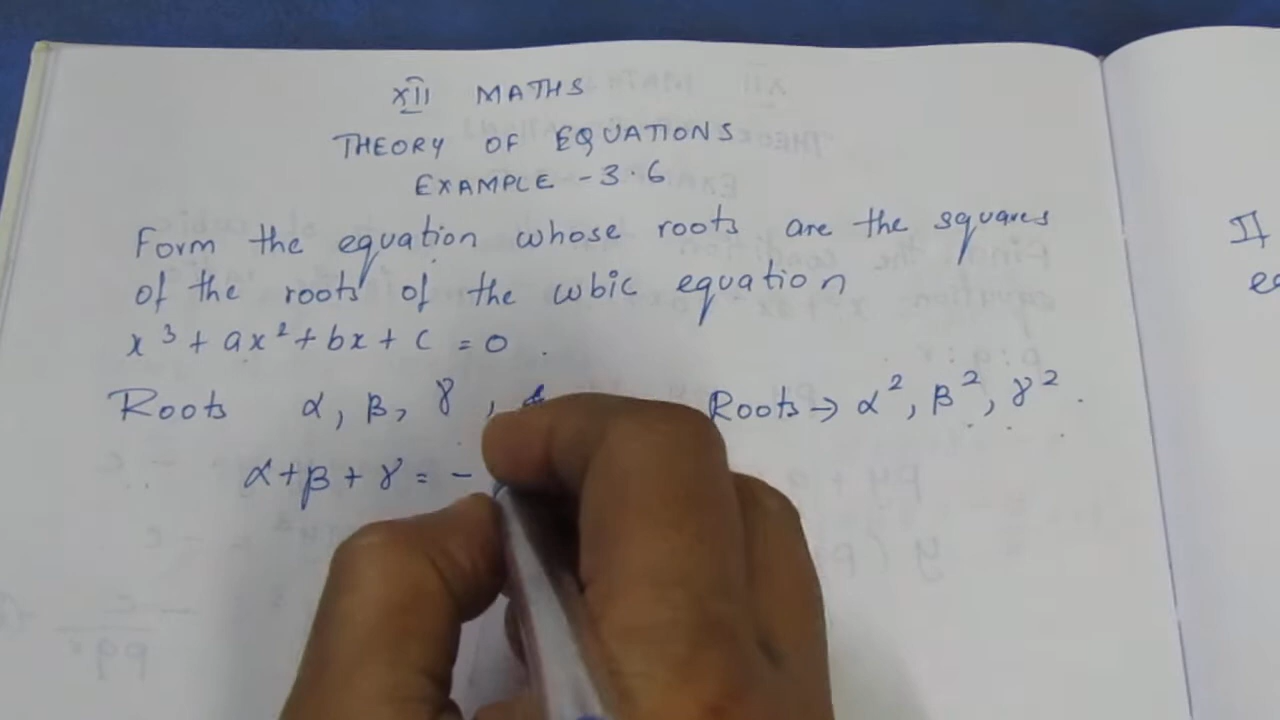 XII MATHS
THEORY OF EQUATIONS
EXAMPLE - 3.6
Form the equation whose roots are the squares
of the roots of the cubic equation
x³ + ax² + bx + c = 0.
Roots α, β, γ, Roots → α², β², γ².
α + β + γ = -